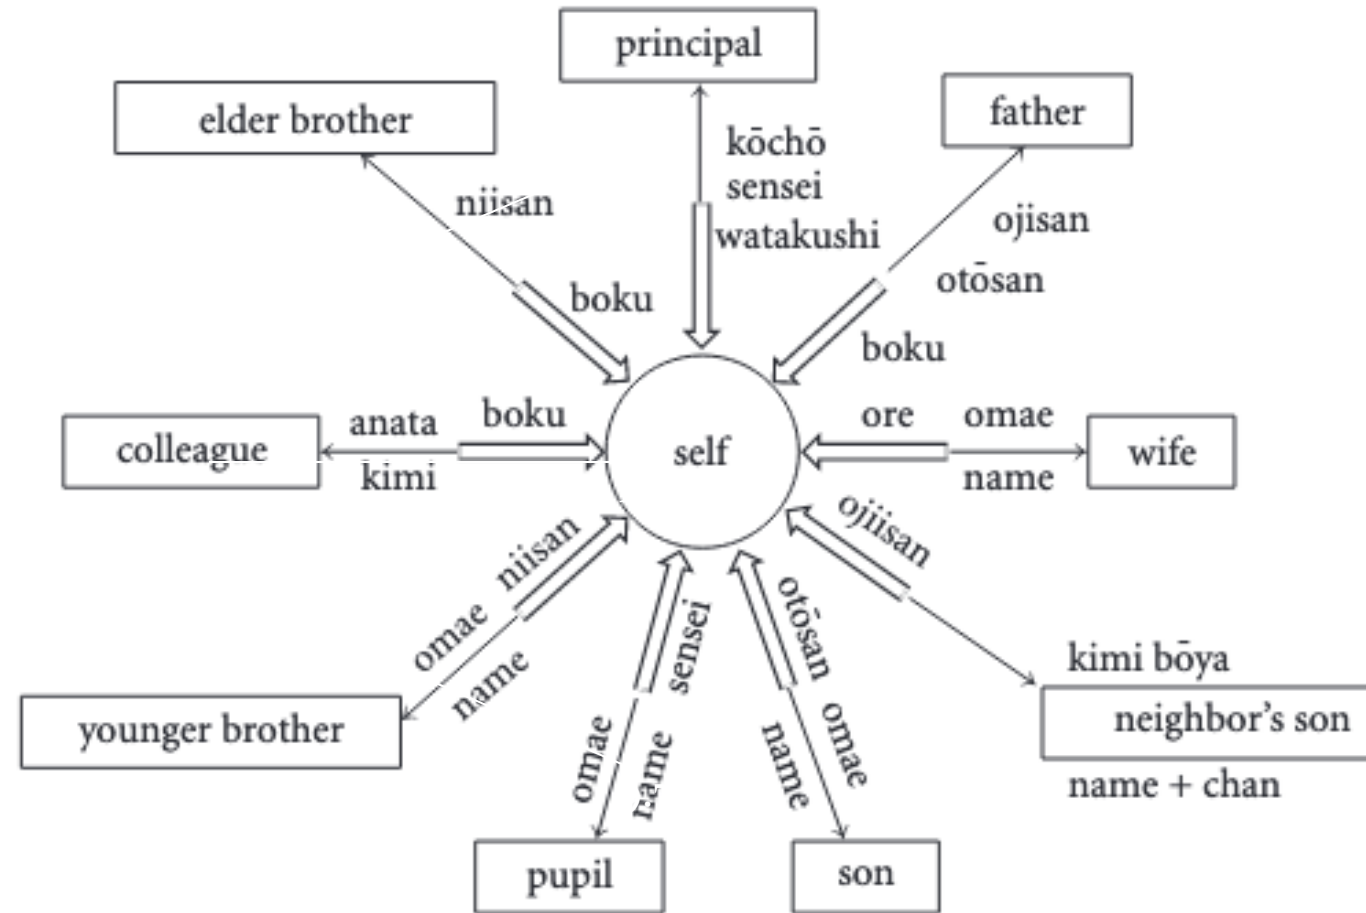 principal
elder brother
father
kōchō
sensei
niisan
ojisan
watakushi
otōsan
boku
boku
colleague
anata
boku
kimi
self
ore
omae
name
wife
niisan
omae
name
younger brother
sensei
omae
name
pupil
otōsan
omae
name
son
ojiisan
kimi bōya
neighbor's son
name + chan